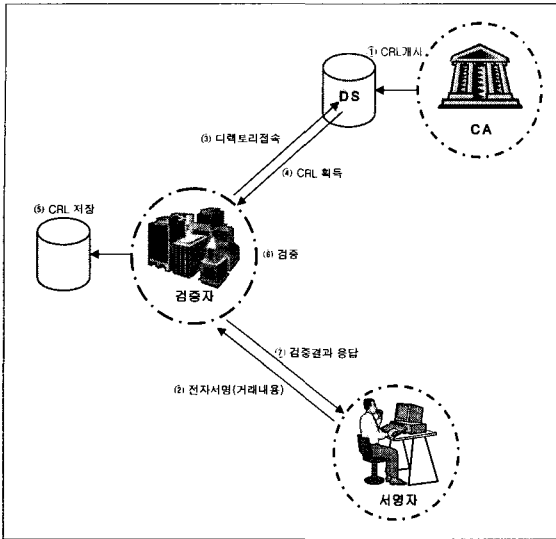 (1) CRL개시
DS
CA
(3) 디렉토리접속
(4) CRL 획득
(5) CRL 저장
(6) 검증
검증자
(7) 검증결과 응답
(2) 전자서명(거래내용)
서명자